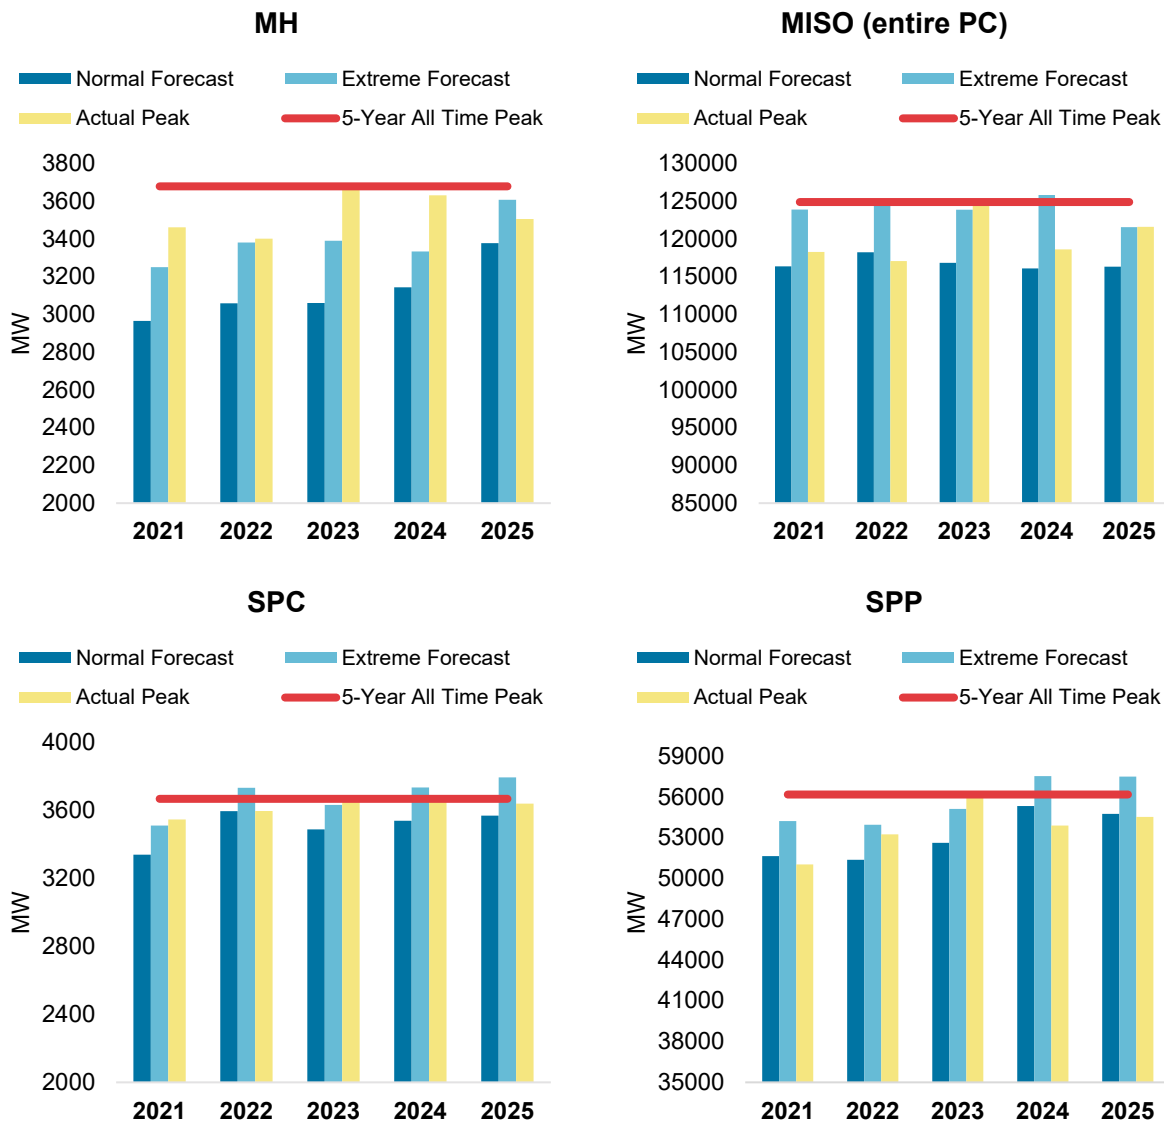 MH
Normal Forecast
Extreme Forecast
Actual Peak
5-Year All Time Peak
MW
3800
3600
3400
3200
3000
2800
2600
2400
2200
2000
2021
2022
2023
2024
2025
MISO (entire PC)
Normal Forecast
Extreme Forecast
Actual Peak
5-Year All Time Peak
MW
130000
125000
120000
115000
110000
105000
100000
95000
90000
85000
2021
2022
2023
2024
2025
SPC
Normal Forecast
Extreme Forecast
Actual Peak
5-Year All Time Peak
MW
4000
3600
3200
2800
2400
2000
2021
2022
2023
2024
2025
SPP
Normal Forecast
Extreme Forecast
Actual Peak
5-Year All Time Peak
MW
59000
56000
53000
50000
47000
44000
41000
38000
35000
2021
2022
2023
2024
2025